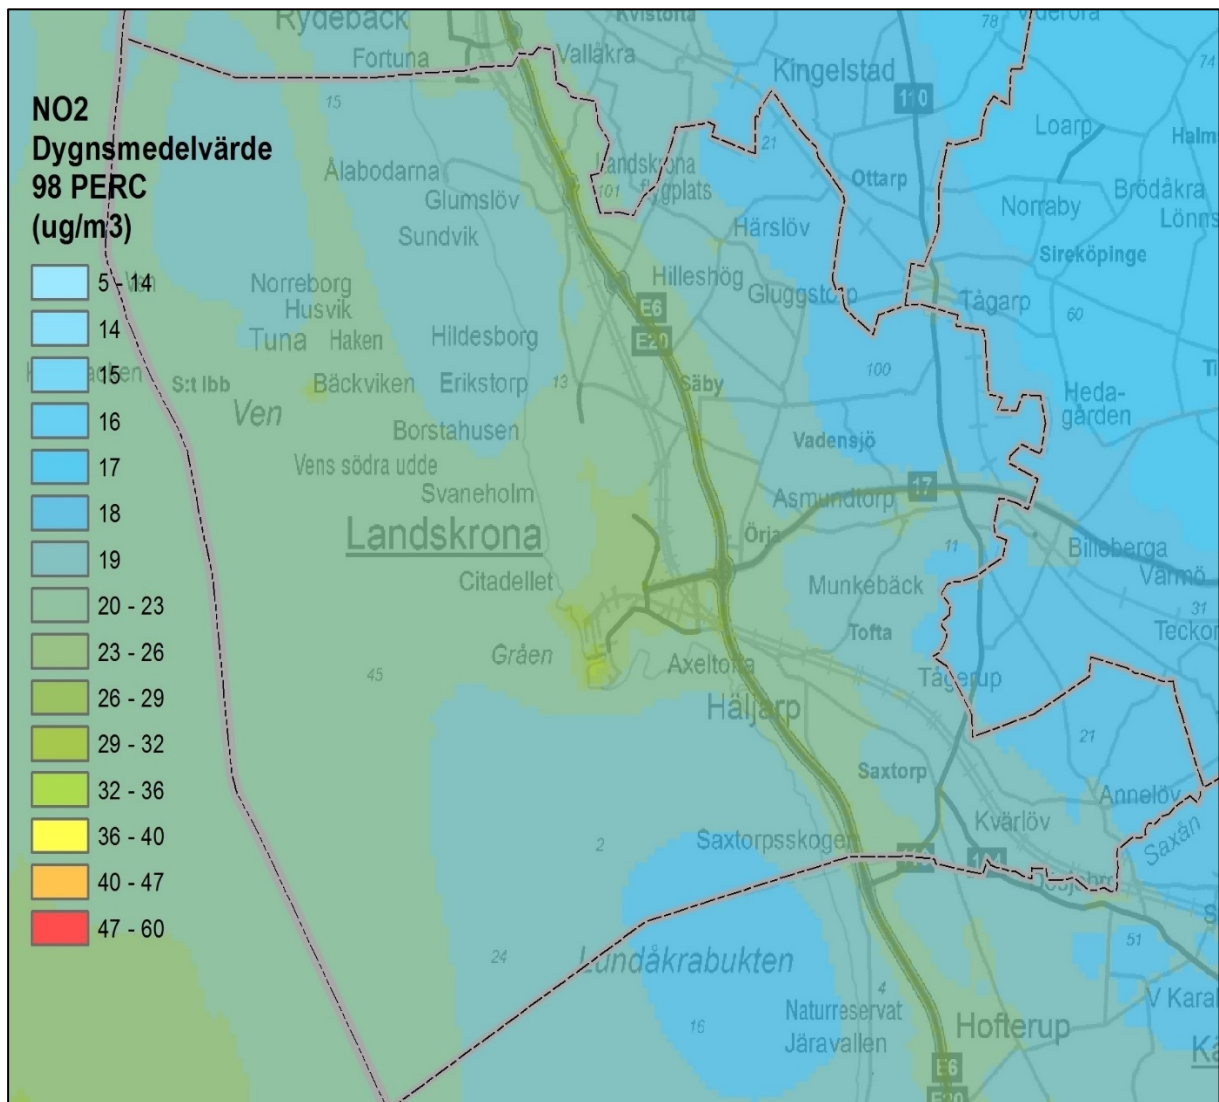 NO2
Dygnsmedelvärde
98 PERC
(ug/m3)
5 - 14
14
15
16
17
18
19
20 - 23
23 - 26
26 - 29
29 - 32
32 - 36
36 - 40
40 - 47
47 - 60
Rydebäck
Kvistofta
78
Fortuna
Vallåkra
Kingelstad
74
110
15
Loarp
21
Ålabodarna
Landskrona
flygplats
101
Ottarp
Brödåkra
Glumslöv
Norraby
Sundvik
Härslöv
Sireköpinge
Norreborg
Hilleshög
Gluggstorp
Tågarp
Husvik
E6
60
Tuna
Haken
Hildesborg
E20
100
S:t Ibb
Bäckviken
Erikstorp
13
Säby
Heda-
gården
Ven
Borstahusen
Vadensjö
Vens södra udde
Svaneholm
Asmundtorp
17
Landskrona
Örja
11
Billeberga
Citadellet
Munkebäck
Varmö
31
Tofta
Gråen
Axeltofta
45
Tågerup
Häljarp
21
Saxtorp
Annelöv
Kvärlöv
2
Saxtorpsskogen
Saxån
51
24
Lundåkrabukten
4
16
Naturreservat
Järavallen
Hofterup
E6
E20